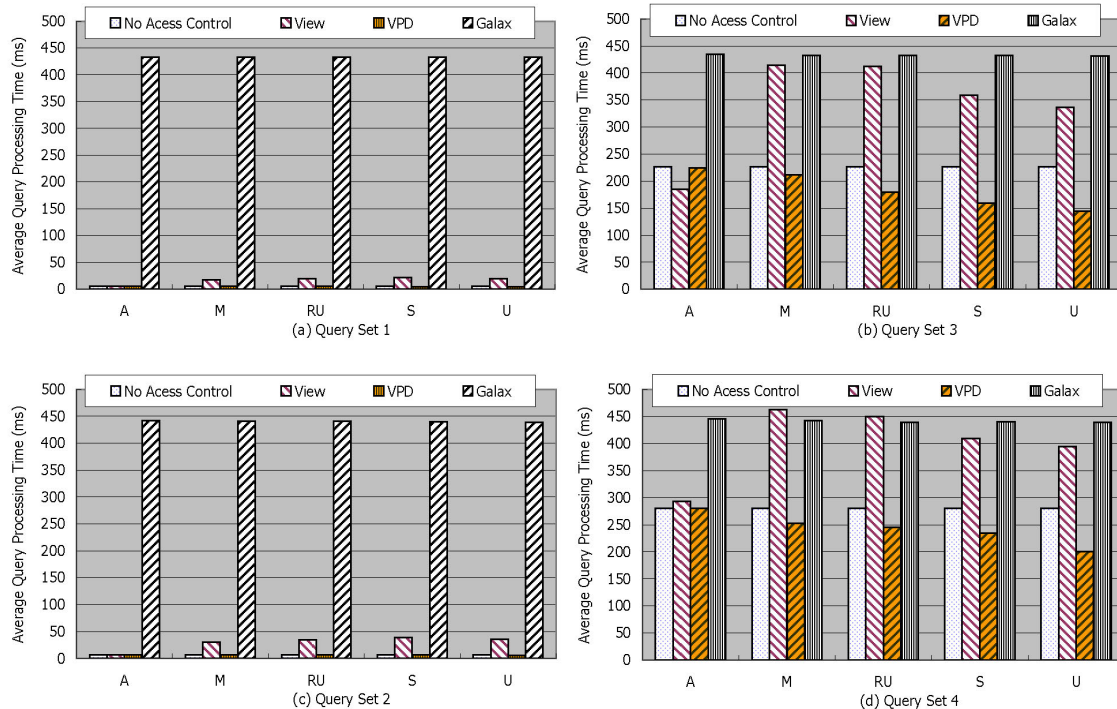 No Acess Control View VPD Galax
Average Query Processing Time (ms)
500
450
400
350
300
250
200
150
100
50
0
A M RU S U
(a) Query Set 1
No Acess Control View VPD Galax
Average Query Processing Time (ms)
500
450
400
350
300
250
200
150
100
50
0
A M RU S U
(b) Query Set 3
No Acess Control View VPD Galax
Average Query Processing Time (ms)
500
450
400
350
300
250
200
150
100
50
0
A M RU S U
(c) Query Set 2
No Acess Control View VPD Galax
Average Query Processing Time (ms)
500
450
400
350
300
250
200
150
100
50
0
A M RU S U
(d) Query Set 4